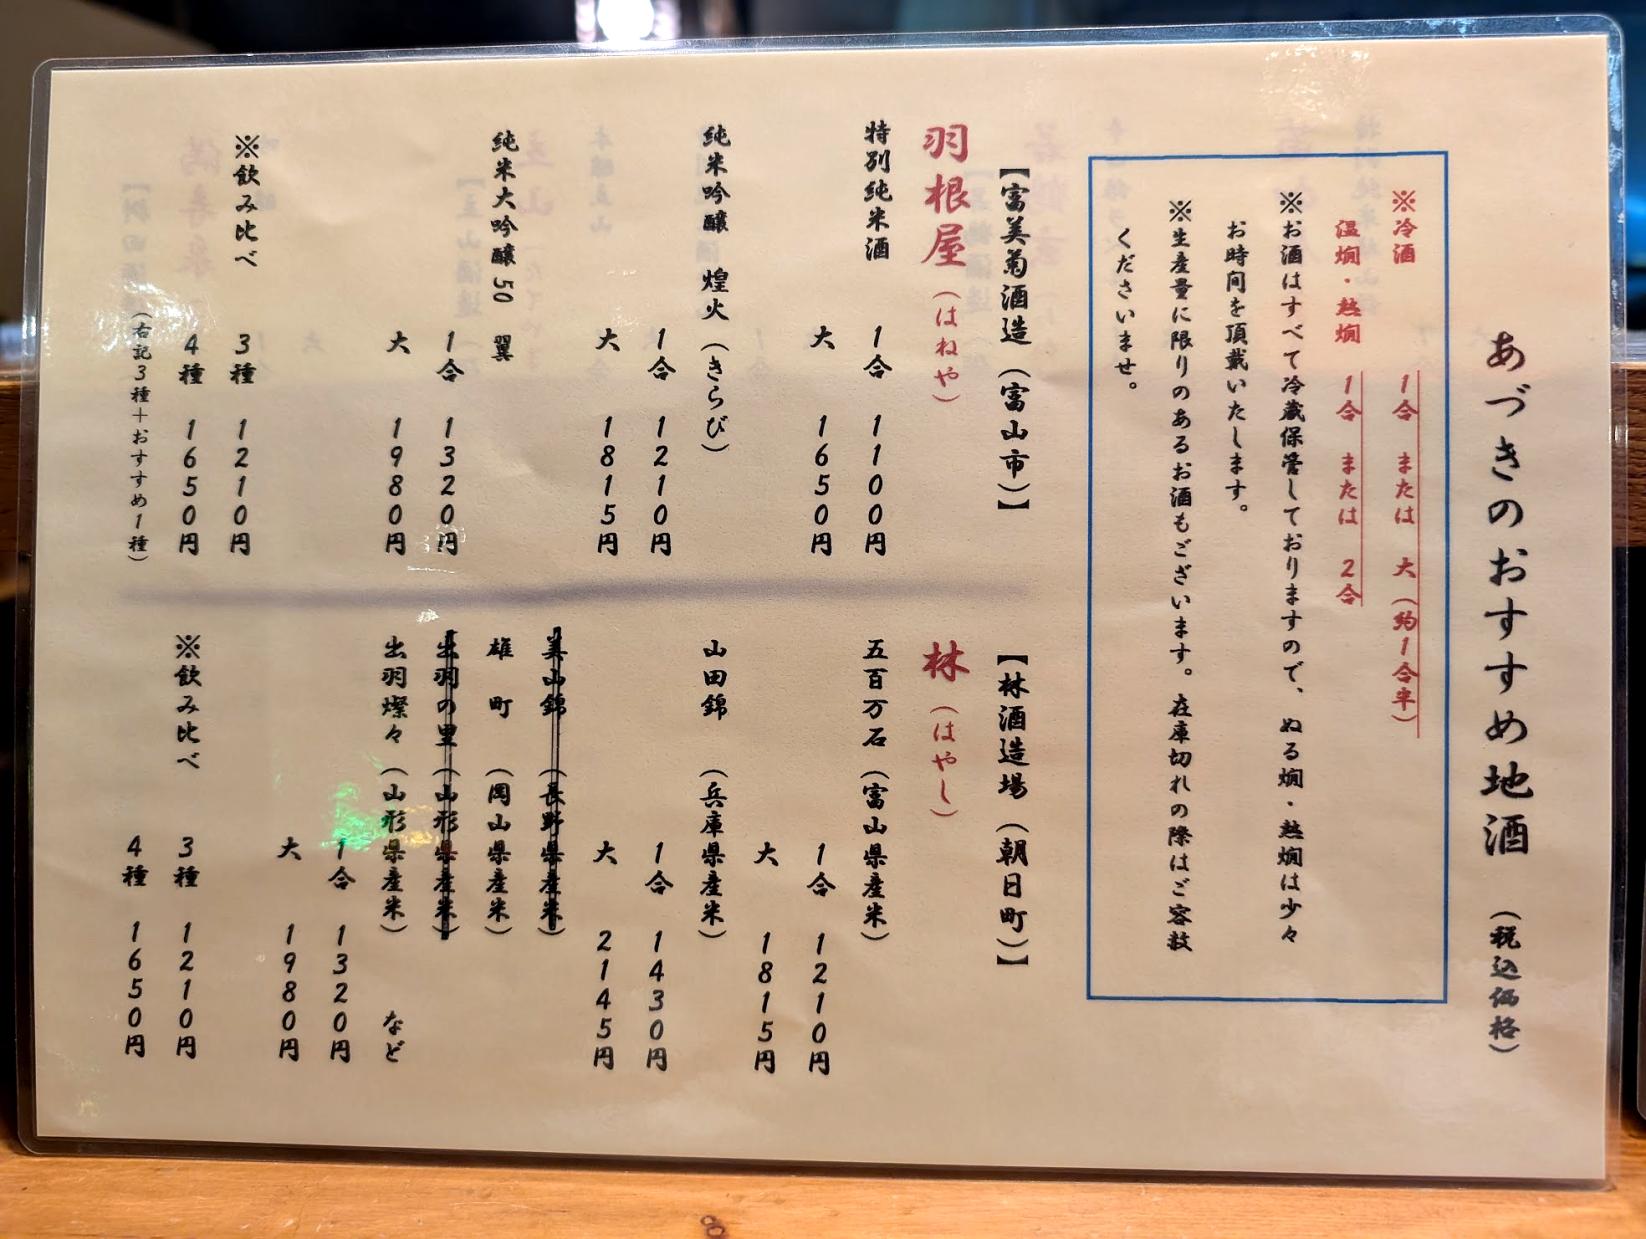 あづきのおすすめ地酒 (税込価格)
※冷酒 1合 または 大(約1合半)
温燗・熱燗 1合 または 2合
※お酒はすべて冷蔵保管しておりますので、ぬる燗・熱燗は少々
お時間を頂戴いたします。
※生産量に限りのあるお酒もございます。在庫切れの際はご容赦
くださいませ。
【富美菊酒造(富山市)】
羽根屋(はねや)
特別純米酒
1合 1100円
大 1650円
純米吟醸 煌火(きらび)
1合 1210円
大 1815円
純米大吟醸50 翼
1合 1320円
大 1980円
※飲み比べ
3種 1210円
4種 1650円
(右記3種+おすすめ1種)
【林酒造場(朝日町)】
林(はやし)
五百万石(富山県産米)
1合 1210円
大 1815円
山田錦 (兵庫県産米)
1合 1430円
大 2145円
美山錦 (長野県産米)
雄町 (岡山県産米)
出羽の里(山形県産米)
出羽燦々(山形県産米) など
1合 1320円
大 1980円
※飲み比べ
3種 1210円
4種 1650円